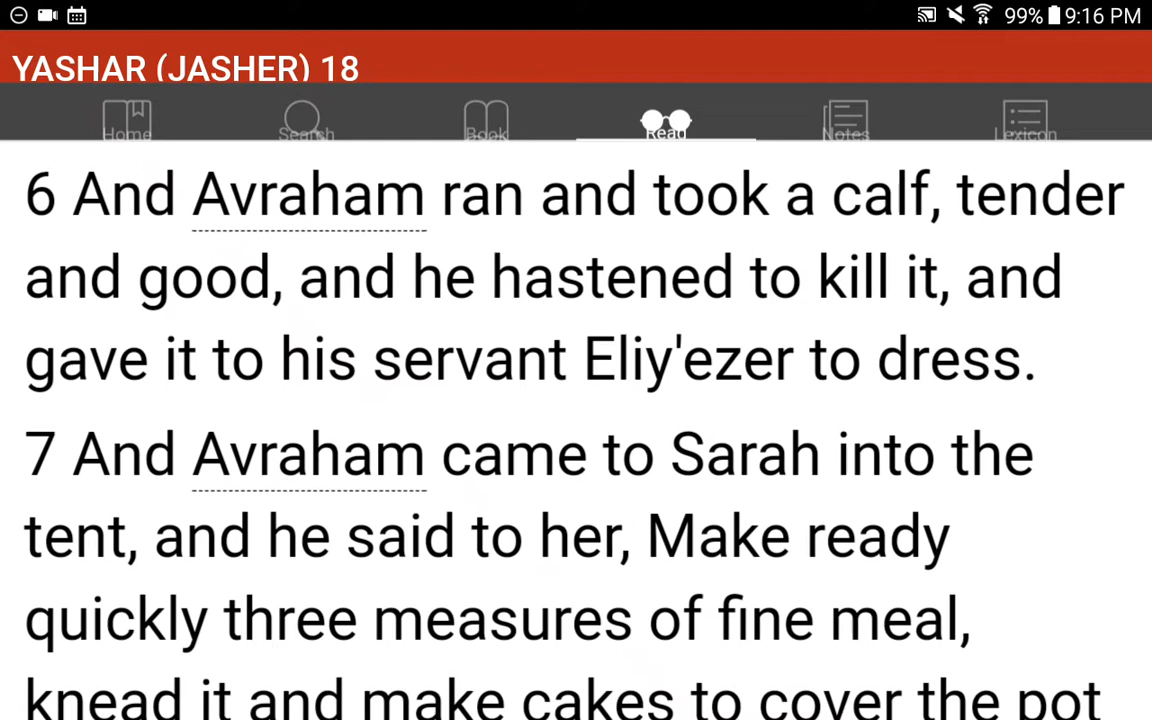 99% 9:16 PM
YASHAR (JASHER) 18
Home Search Book Read Notes Lexicon
6 And Avraham ran and took a calf, tender
and good, and he hastened to kill it, and
gave it to his servant Eliy'ezer to dress.
7 And Avraham came to Sarah into the
tent, and he said to her, Make ready
quickly three measures of fine meal,
knead it and make cakes to cover the pot